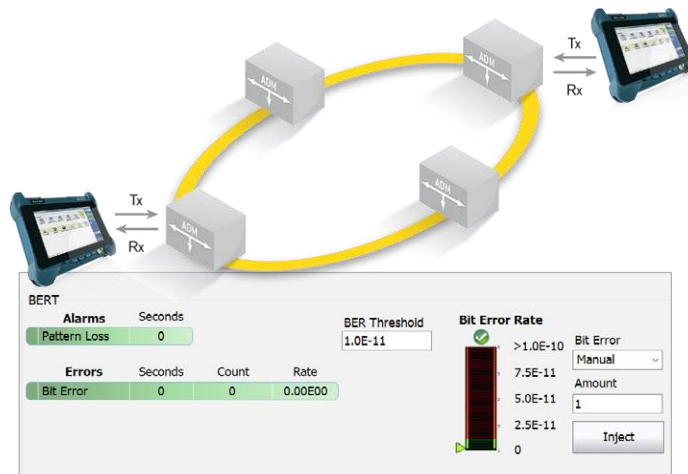 Tx
Rx
ADM
ADM
ADM
ADM
Tx
Rx
BERT
Alarms Seconds
Pattern Loss 0
Errors Seconds Count Rate
Bit Error 0 0 0.00E00
BER Threshold
1.0E-11
Bit Error Rate
>1.0E-10
7.5E-11
5.0E-11
2.5E-11
0
Bit Error
Manual
Amount
1
Inject